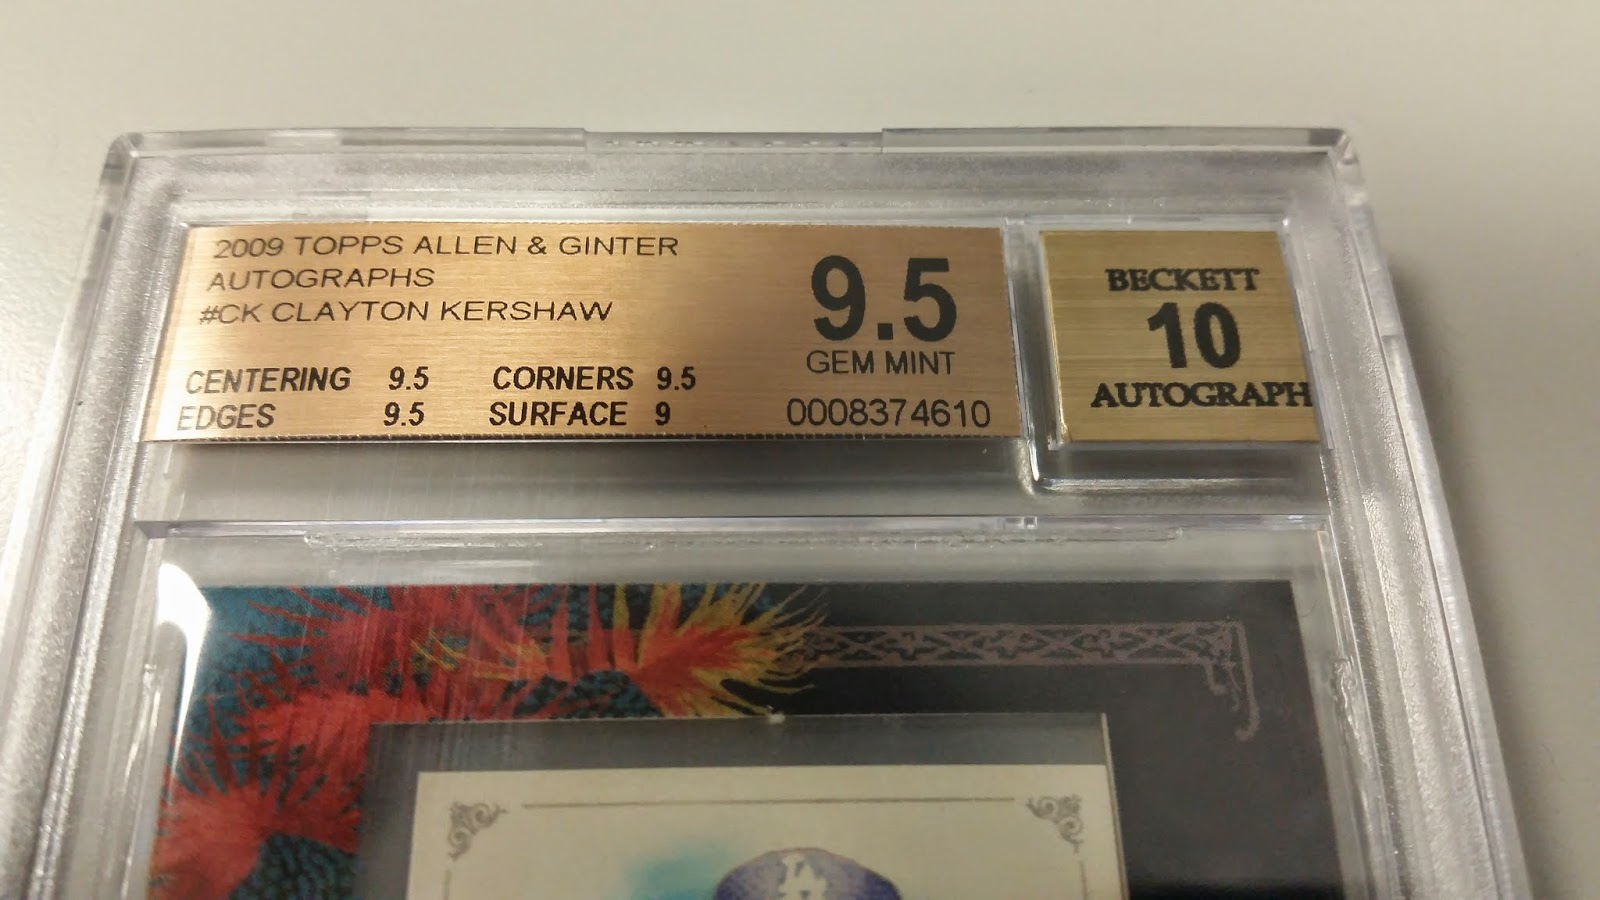 2009 TOPPS ALLEN & GINTER
AUTOGRAPHS
#CK CLAYTON KERSHAW
CENTERING 9.5 CORNERS 9.5
EDGES 9.5 SURFACE 9
9.5
GEM MINT
0008374610
BECKETT
10
AUTOGRAPH
LA